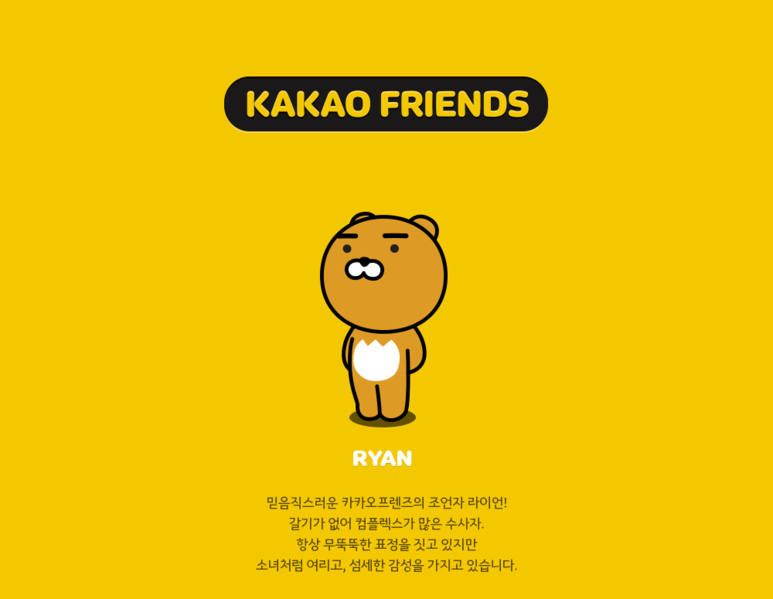 KAKAO FRIENDS
RYAN
믿음직스러운 카카오프렌즈의 조언자 라이언!
갈기가 없어 컴플렉스가 많은 수사자.
항상 무뚝뚝한 표정을 짓고 있지만
소녀처럼 여리고, 섬세한 감성을 가지고 있습니다.